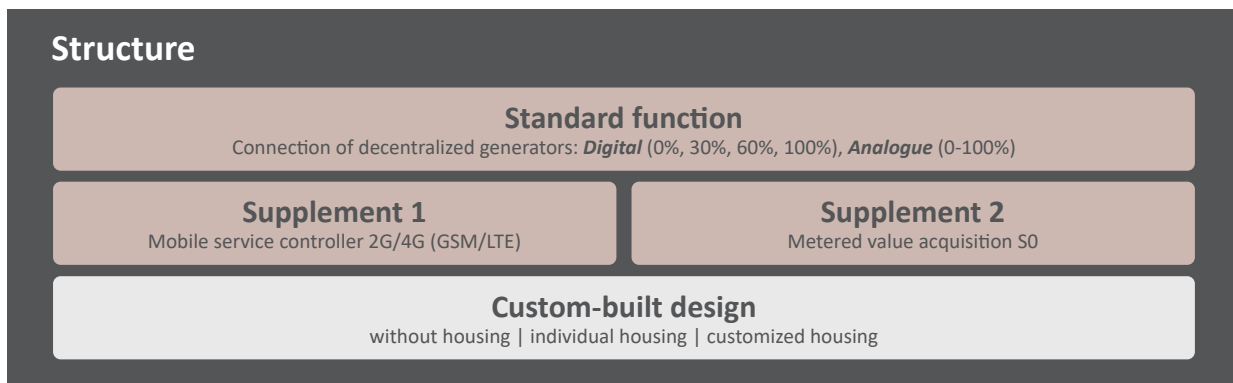 Structure
Standard function
Connection of decentralized generators: Digital (0%, 30%, 60%, 100%), Analogue (0-100%)
Supplement 1
Mobile service controller 2G/4G (GSM/LTE)
Supplement 2
Metered value acquisition S0
Custom-built design
without housing | individual housing | customized housing